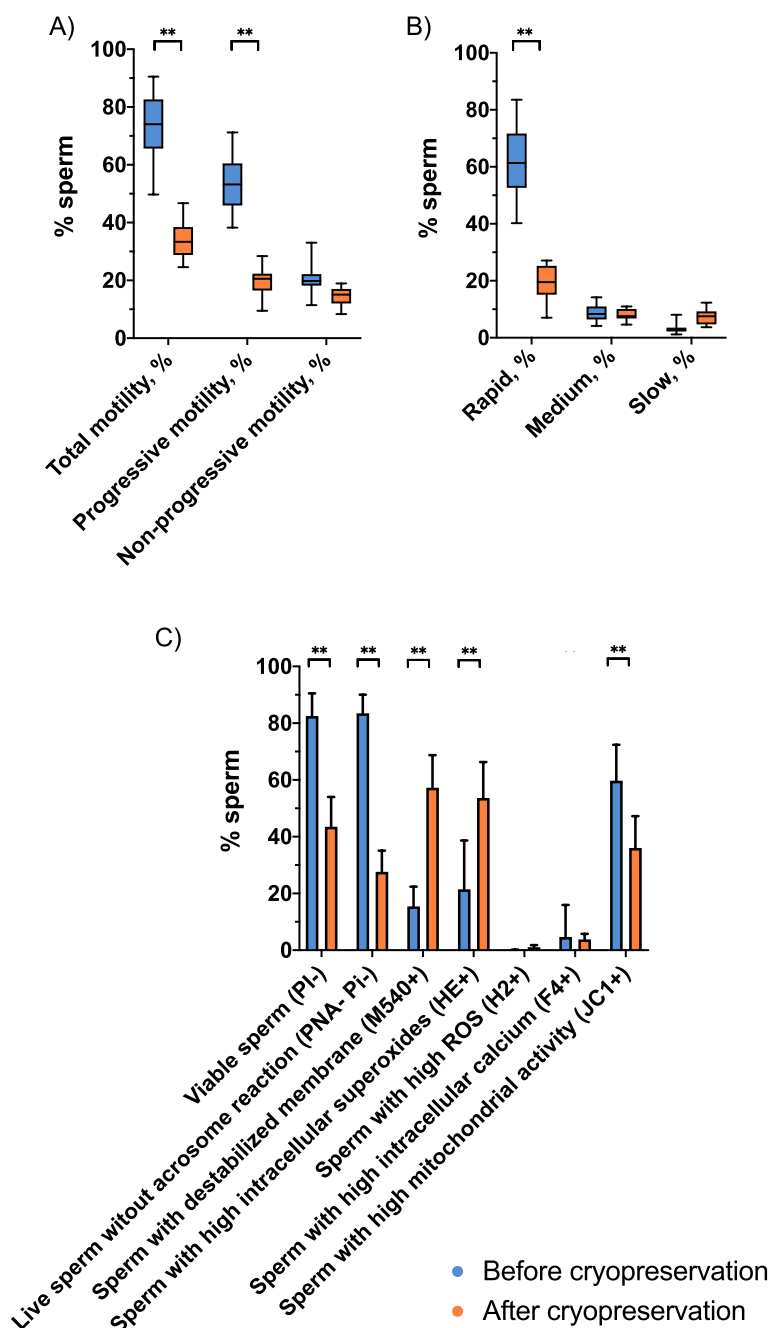 A)
**
**
100
80
60
40
20
0
% sperm
Total motility, %
Progressive motility, %
Non-progressive motility, %
B)
**
100
80
60
40
20
0
% sperm
Rapid, %
Medium, %
Slow, %
C)
**
**
**
**
**
100
80
60
40
20
0
% sperm
Viable sperm (PI-)
Live sperm witout acrosome reaction (PNA- Pi-)
Sperm with destabilized membrane (M540+)
Sperm with high intracellular superoxides (HE+)
Sperm with high ROS (H2+)
Sperm with high intracellular calcium (F4+)
Sperm with high mitochondrial activity (JC1+)
Before cryopreservation
After cryopreservation